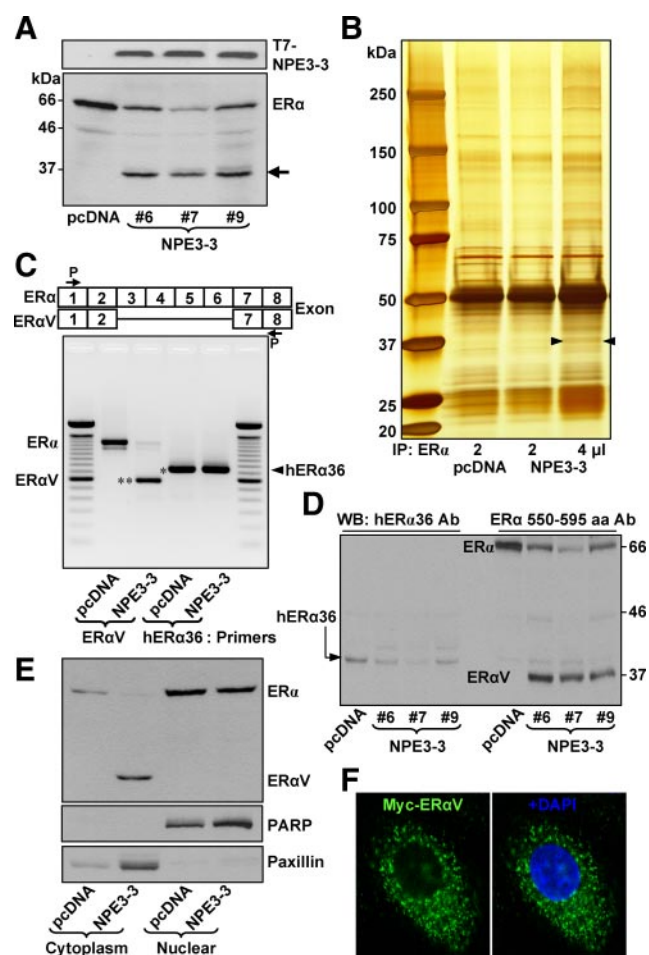 A
T7-
NPE3-3
kDa
66
46
37
ERα
pcDNA #6 #7 #9
NPE3-3
B
kDa
250
150
100
75
50
37
25
20
IP: ERα 2 2 4 µl
pcDNA NPE3-3
C
P
ERα 1 2 3 4 5 6 7 8
Exon
ERαV 1 2 7 8
P
ERα
ERαV
** *
hERα36
pcDNA NPE3-3 pcDNA NPE3-3
ERαV hERα36 : Primers
D
WB: hERα36 Ab ERα 550-595 aa Ab
ERα 66
46
hERα36
ERαV 37
pcDNA #6 #7 #9 pcDNA #6 #7 #9
NPE3-3 NPE3-3
E
ERα
ERαV
PARP
Paxillin
pcDNA NPE3-3 pcDNA NPE3-3
Cytoplasm Nuclear
F
Myc-ERαV +DAPI